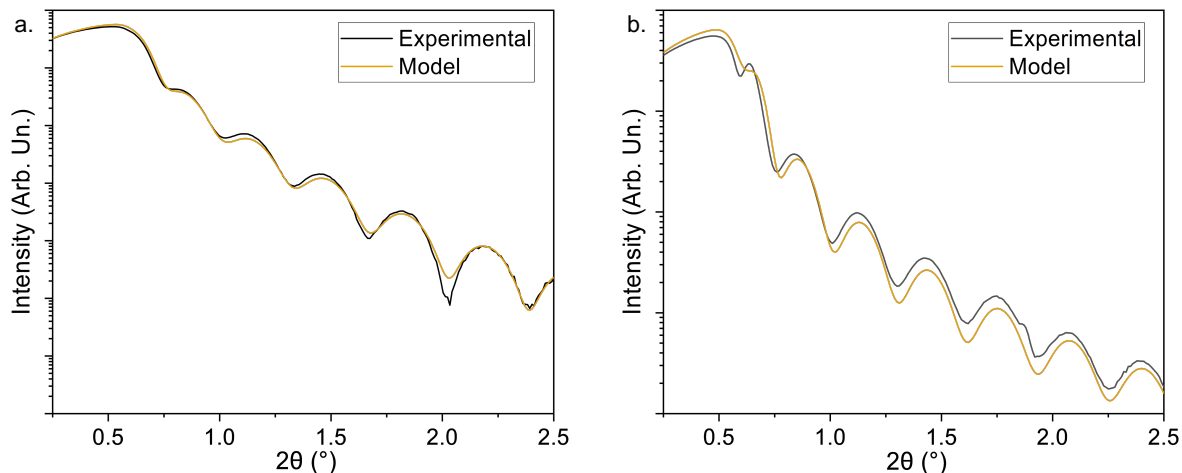 a.
Experimental
Model
Intensity (Arb. Un.)
0.5 1.0 1.5 2.0 2.5
2θ (°)
b.
Experimental
Model
Intensity (Arb. Un.)
0.5 1.0 1.5 2.0 2.5
2θ (°)